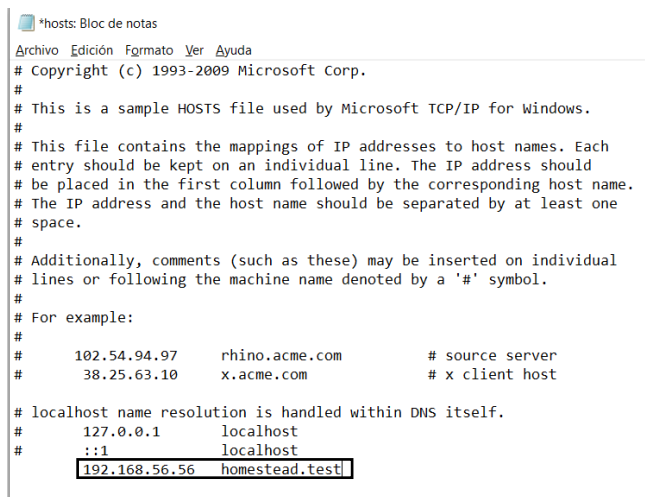 *hosts: Bloc de notas
Archivo Edición Formato Ver Ayuda
# Copyright (c) 1993-2009 Microsoft Corp.
#
# This is a sample HOSTS file used by Microsoft TCP/IP for Windows.
#
# This file contains the mappings of IP addresses to host names. Each
# entry should be kept on an individual line. The IP address should
# be placed in the first column followed by the corresponding host name.
# The IP address and the host name should be separated by at least one
# space.
#
# Additionally, comments (such as these) may be inserted on individual
# lines or following the machine name denoted by a '#' symbol.
#
# For example:
#
#      102.54.94.97     rhino.acme.com          # source server
#       38.25.63.10     x.acme.com              # x client host

# localhost name resolution is handled within DNS itself.
#       127.0.0.1       localhost
#       ::1             localhost
        192.168.56.56   homestead.test